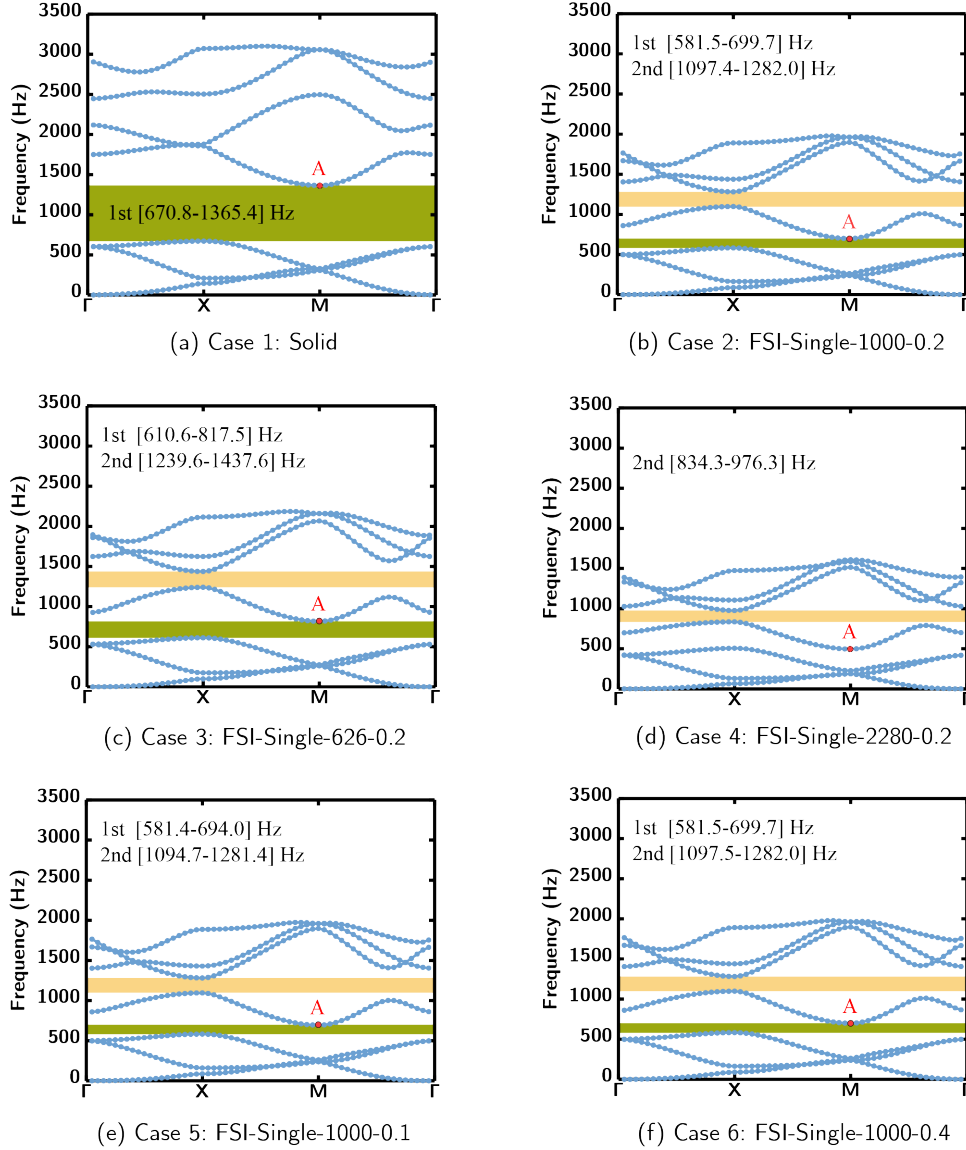 3500
3000
2500
2000
1500
1000
500
0
Frequency (Hz)
A
1st [670.8-1365.4] Hz
Γ X M Γ
(a) Case 1: Solid
3500
3000
2500
2000
1500
1000
500
0
Frequency (Hz)
1st [581.5-699.7] Hz
2nd [1097.4-1282.0] Hz
A
Γ X M Γ
(b) Case 2: FSI-Single-1000-0.2
3500
3000
2500
2000
1500
1000
500
0
Frequency (Hz)
1st [610.6-817.5] Hz
2nd [1239.6-1437.6] Hz
A
Γ X M Γ
(c) Case 3: FSI-Single-626-0.2
3500
3000
2500
2000
1500
1000
500
0
Frequency (Hz)
2nd [834.3-976.3] Hz
A
Γ X M Γ
(d) Case 4: FSI-Single-2280-0.2
3500
3000
2500
2000
1500
1000
500
0
Frequency (Hz)
1st [581.4-694.0] Hz
2nd [1094.7-1281.4] Hz
A
Γ X M Γ
(e) Case 5: FSI-Single-1000-0.1
3500
3000
2500
2000
1500
1000
500
0
Frequency (Hz)
1st [581.5-699.7] Hz
2nd [1097.5-1282.0] Hz
A
Γ X M Γ
(f) Case 6: FSI-Single-1000-0.4